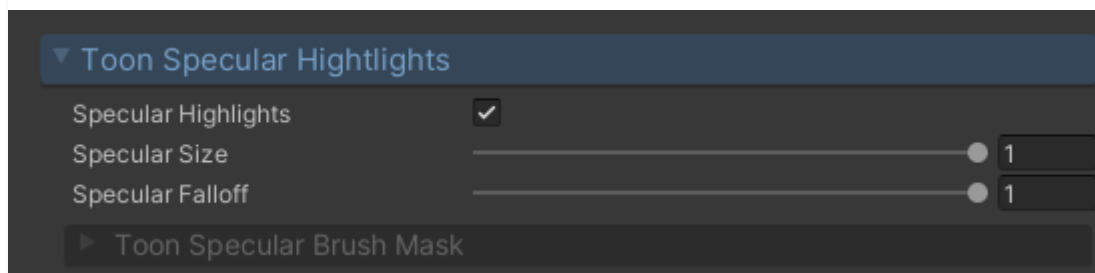 Toon Specular Hightlights
Specular Highlights
Specular Size 1
Specular Falloff 1
Toon Specular Brush Mask